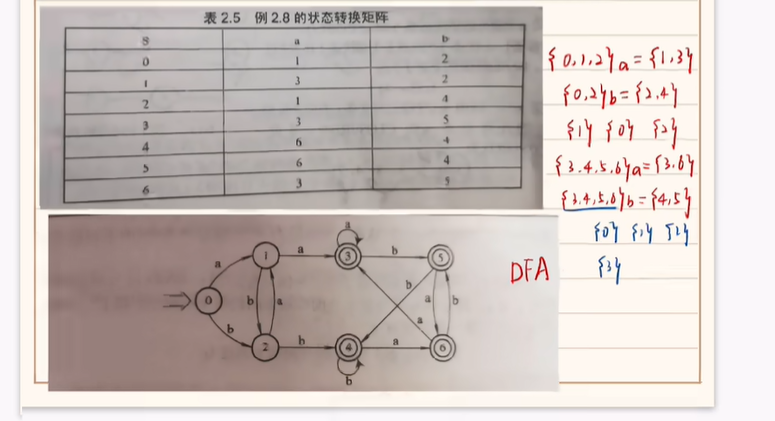 表 2.5 例 2.8 的状态转换矩阵
S a b
0 1 2
1 3 2
2 1 4
3 3 5
4 6 4
5 6 4
6 3 5
{0,1,2}a={1,3}
{0,2}b={2,4}
{1} {0} {2}
{3.4,5,6}a={3.6}
{3.4,5,6}b={4,5}
{0} {1} {2}
{3}
DFA
a
1 a 3 b 5
a b
0 b a a b
b a
2 b 4 a 6
b